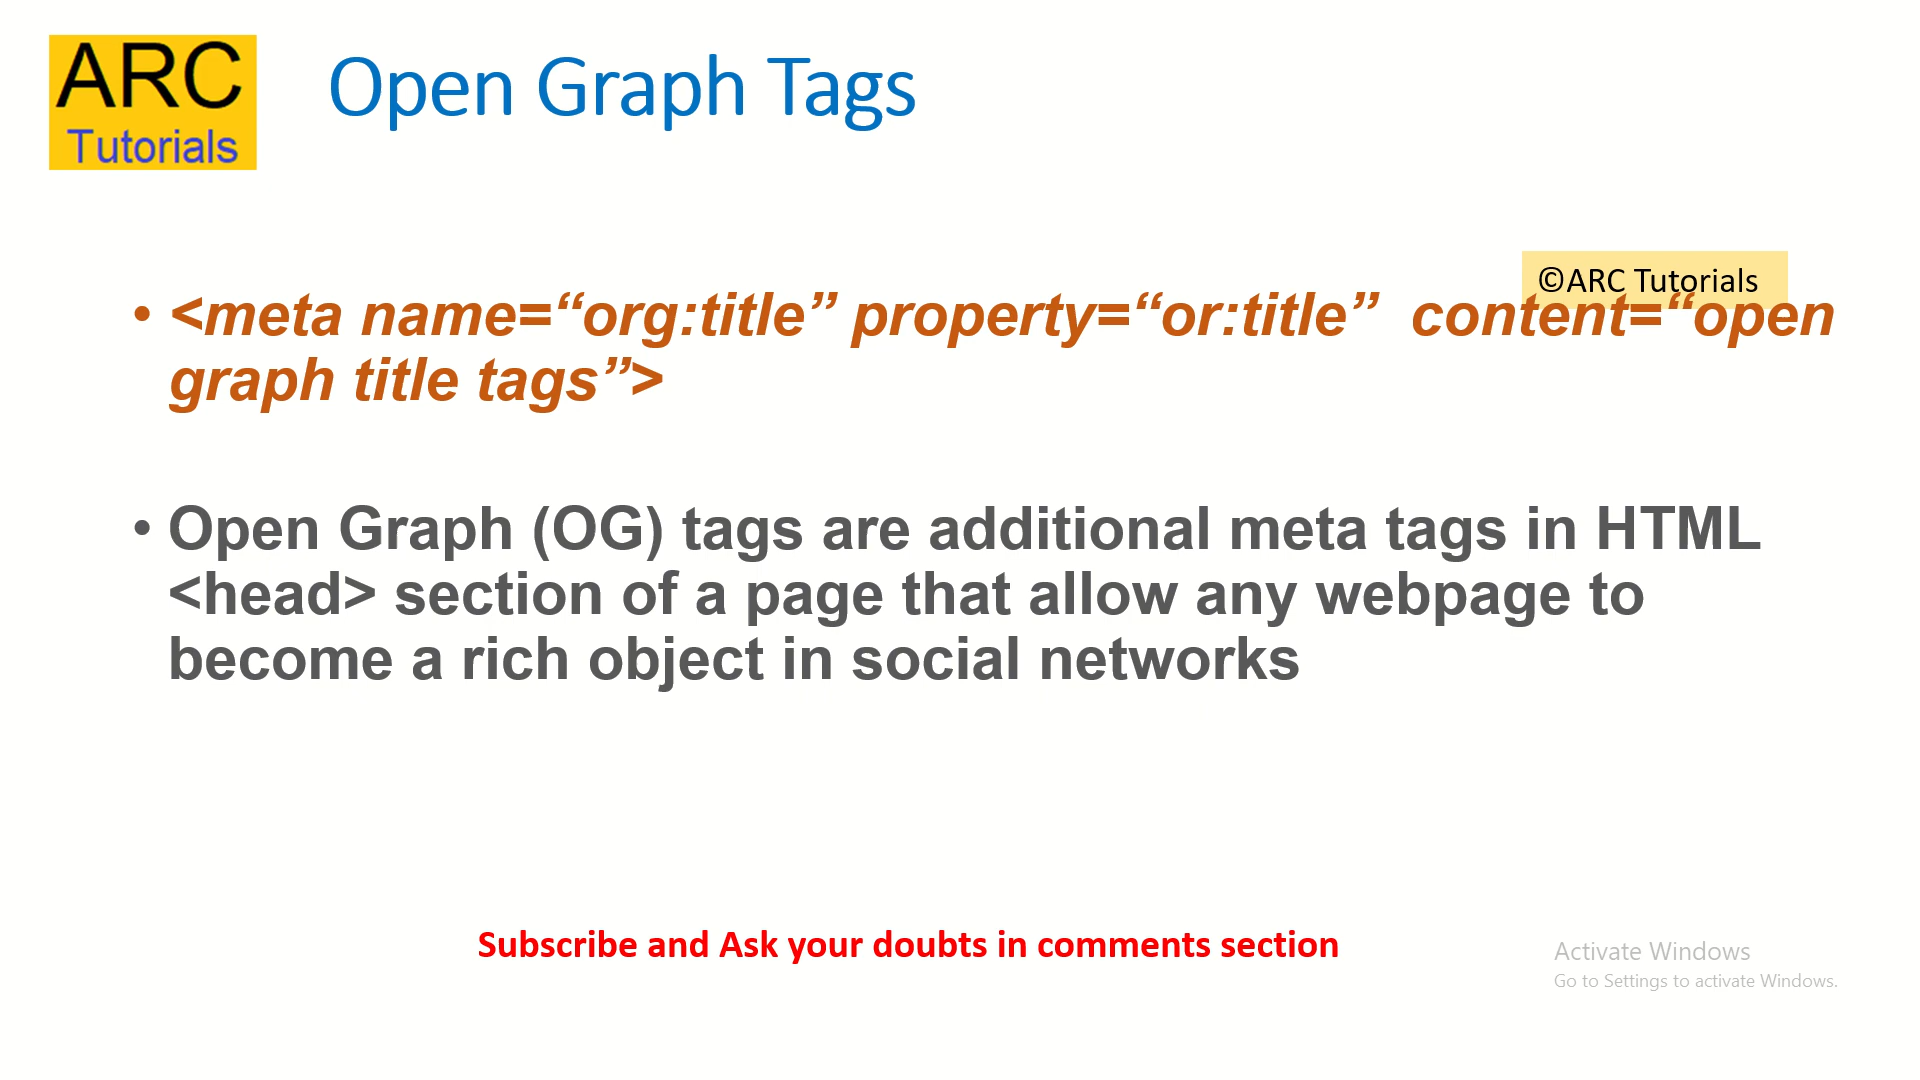 ARC
Tutorials
Open Graph Tags
©ARC Tutorials
• <meta name=“org:title” property=“or:title”  content=“open
graph title tags”>
• Open Graph (OG) tags are additional meta tags in HTML
<head> section of a page that allow any webpage to
become a rich object in social networks
Subscribe and Ask your doubts in comments section
Activate Windows
Go to Settings to activate Windows.